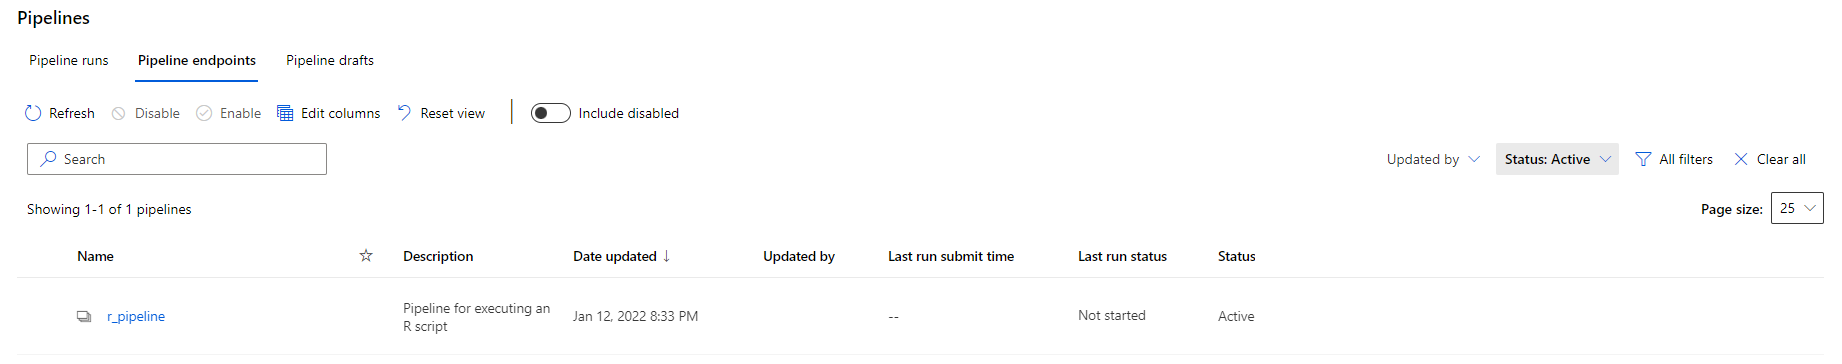 Pipelines
Pipeline runs Pipeline endpoints Pipeline drafts
Refresh Disable Enable Edit columns Reset view Include disabled
Search Updated by Status: Active All filters Clear all
Showing 1-1 of 1 pipelines Page size: 25
Name Description Date updated Updated by Last run submit time Last run status Status
r_pipeline Pipeline for executing an Jan 12, 2022 8:33 PM -- Not started Active
R script